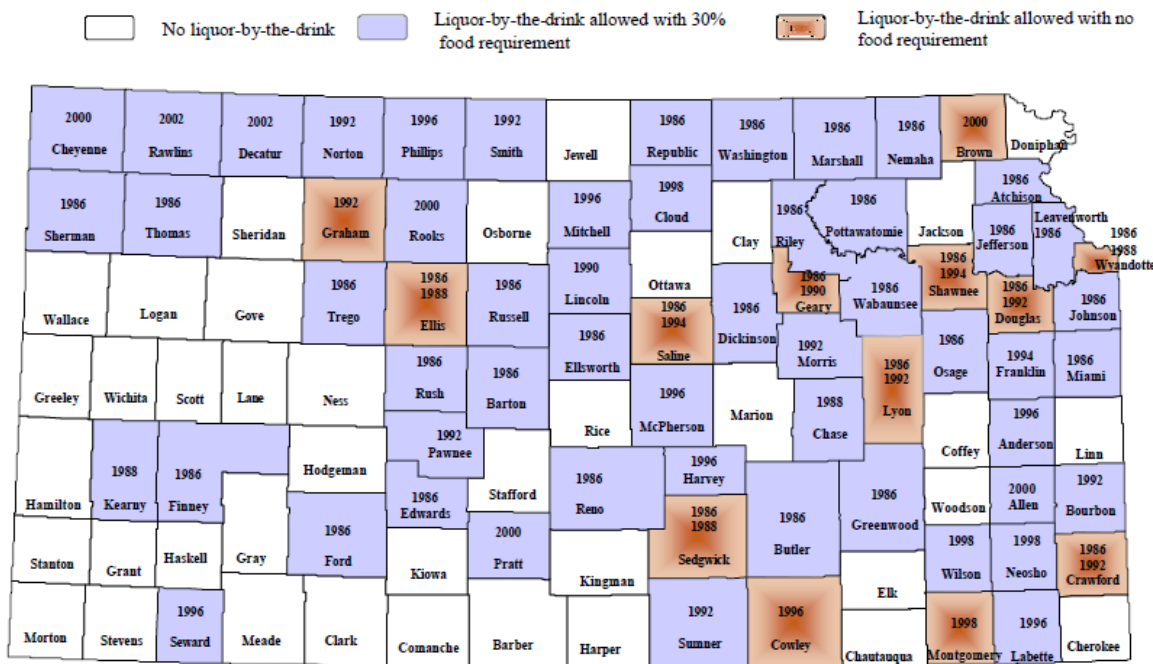 No liquor-by-the-drink
Liquor-by-the-drink allowed with 30%
food requirement
Liquor-by-the-drink allowed with no
food requirement
2000
Cheyenne
2002
Rawlins
2002
Decatur
1992
Norton
1996
Phillips
1992
Smith
Jewell
1986
Republic
1986
Washington
1986
Marshall
1986
Nemaha
2000
Brown
Doniphan
1986
Sherman
1986
Thomas
Sheridan
1992
Graham
2000
Rooks
Osborne
1996
Mitchell
1998
Cloud
Clay
1986
Riley
1986
Pottawatomie
Jackson
1986
Atchison
1986
Jefferson
Leavenworth
1986
1986
1988
Wyandotte
Wallace
Logan
Gove
1986
Trego
1986
1988
Ellis
1986
Russell
1990
Lincoln
Ottawa
1986
1994
Saline
1986
Dickinson
1986
1990
Geary
1986
Wabaunsee
1986
1994
Shawnee
1986
1992
Douglas
1986
Johnson
Greeley
Wichita
Scott
Lane
Ness
1986
Rush
1986
Barton
1986
Ellsworth
Rice
1996
McPherson
Marion
1992
Morris
1988
Chase
1986
1992
Lyon
1986
Osage
1994
Franklin
1986
Miami
Hamilton
1988
Kearny
1986
Finney
Hodgeman
1992
Pawnee
Stafford
1986
Reno
1996
Harvey
1986
Butler
1986
Greenwood
Coffey
1996
Anderson
Linn
Stanton
Grant
Haskell
Gray
1986
Ford
1986
Edwards
Kiowa
2000
Pratt
Kingman
1986
1988
Sedgwick
Woodson
2000
Allen
1992
Bourbon
Elk
1998
Wilson
1998
Neosho
1986
1992
Crawford
Morton
Stevens
1996
Seward
Meade
Clark
Comanche
Barber
Harper
1992
Sumner
1996
Cowley
Chautauqua
1998
Montgomery
1996
Labette
Cherokee